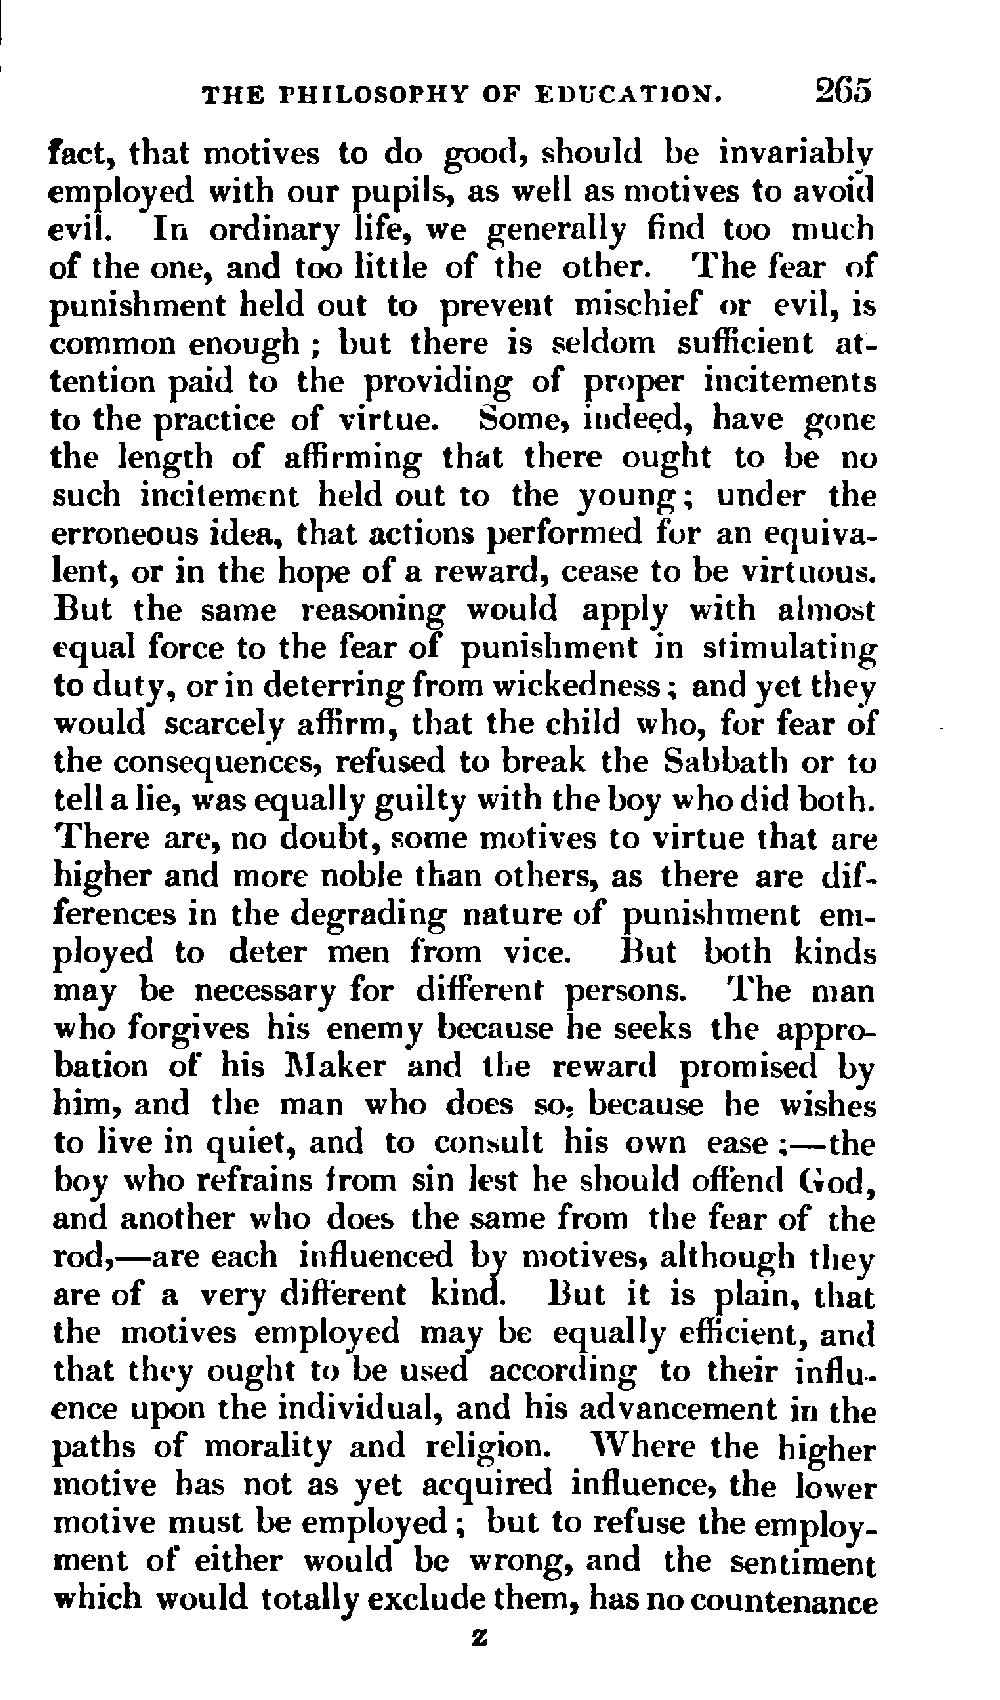 THE PHILOSOPHY OF EDUCATION. 265
fact, that motives to do good, should be invariably
employed with our pupils, as well as motives to avoid
evil. In ordinary life, we generally find too much
of the one, and too little of the other. The fear of
punishment held out to prevent mischief or evil, is
common enough ; but there is seldom sufficient at-
tention paid to the providing of proper incitements
to the practice of virtue. Some, indeed, have gone
the length of affirming that there ought to be no
such incitement held out to the young ; under the
erroneous idea, that actions performed for an equiva-
lent, or in the hope of a reward, cease to be virtuous.
But the same reasoning would apply with almost
equal force to the fear of punishment in stimulating
to duty, or in deterring from wickedness ; and yet they
would scarcely affirm, that the child who, for fear of
the consequences, refused to break the Sabbath or to
tell a lie, was equally guilty with the boy who did both.
There are, no doubt, some motives to virtue that are
higher and more noble than others, as there are dif-
ferences in the degrading nature of punishment em-
ployed to deter men from vice. But both kinds
may be necessary for different persons. The man
who forgives his enemy because he seeks the appro-
bation of his Maker and the reward promised by
him, and the man who does so, because he wishes
to live in quiet, and to consult his own ease ;—the
boy who refrains from sin lest he should offend God,
and another who does the same from the fear of the
rod,—are each influenced by motives, although they
are of a very different kind. But it is plain, that
the motives employed may be equally efficient, and
that they ought to be used according to their influ-
ence upon the individual, and his advancement in the
paths of morality and religion. Where the higher
motive has not as yet acquired influence, the lower
motive must be employed ; but to refuse the employ-
ment of either would be wrong, and the sentiment
which would totally exclude them, has no countenance
Z